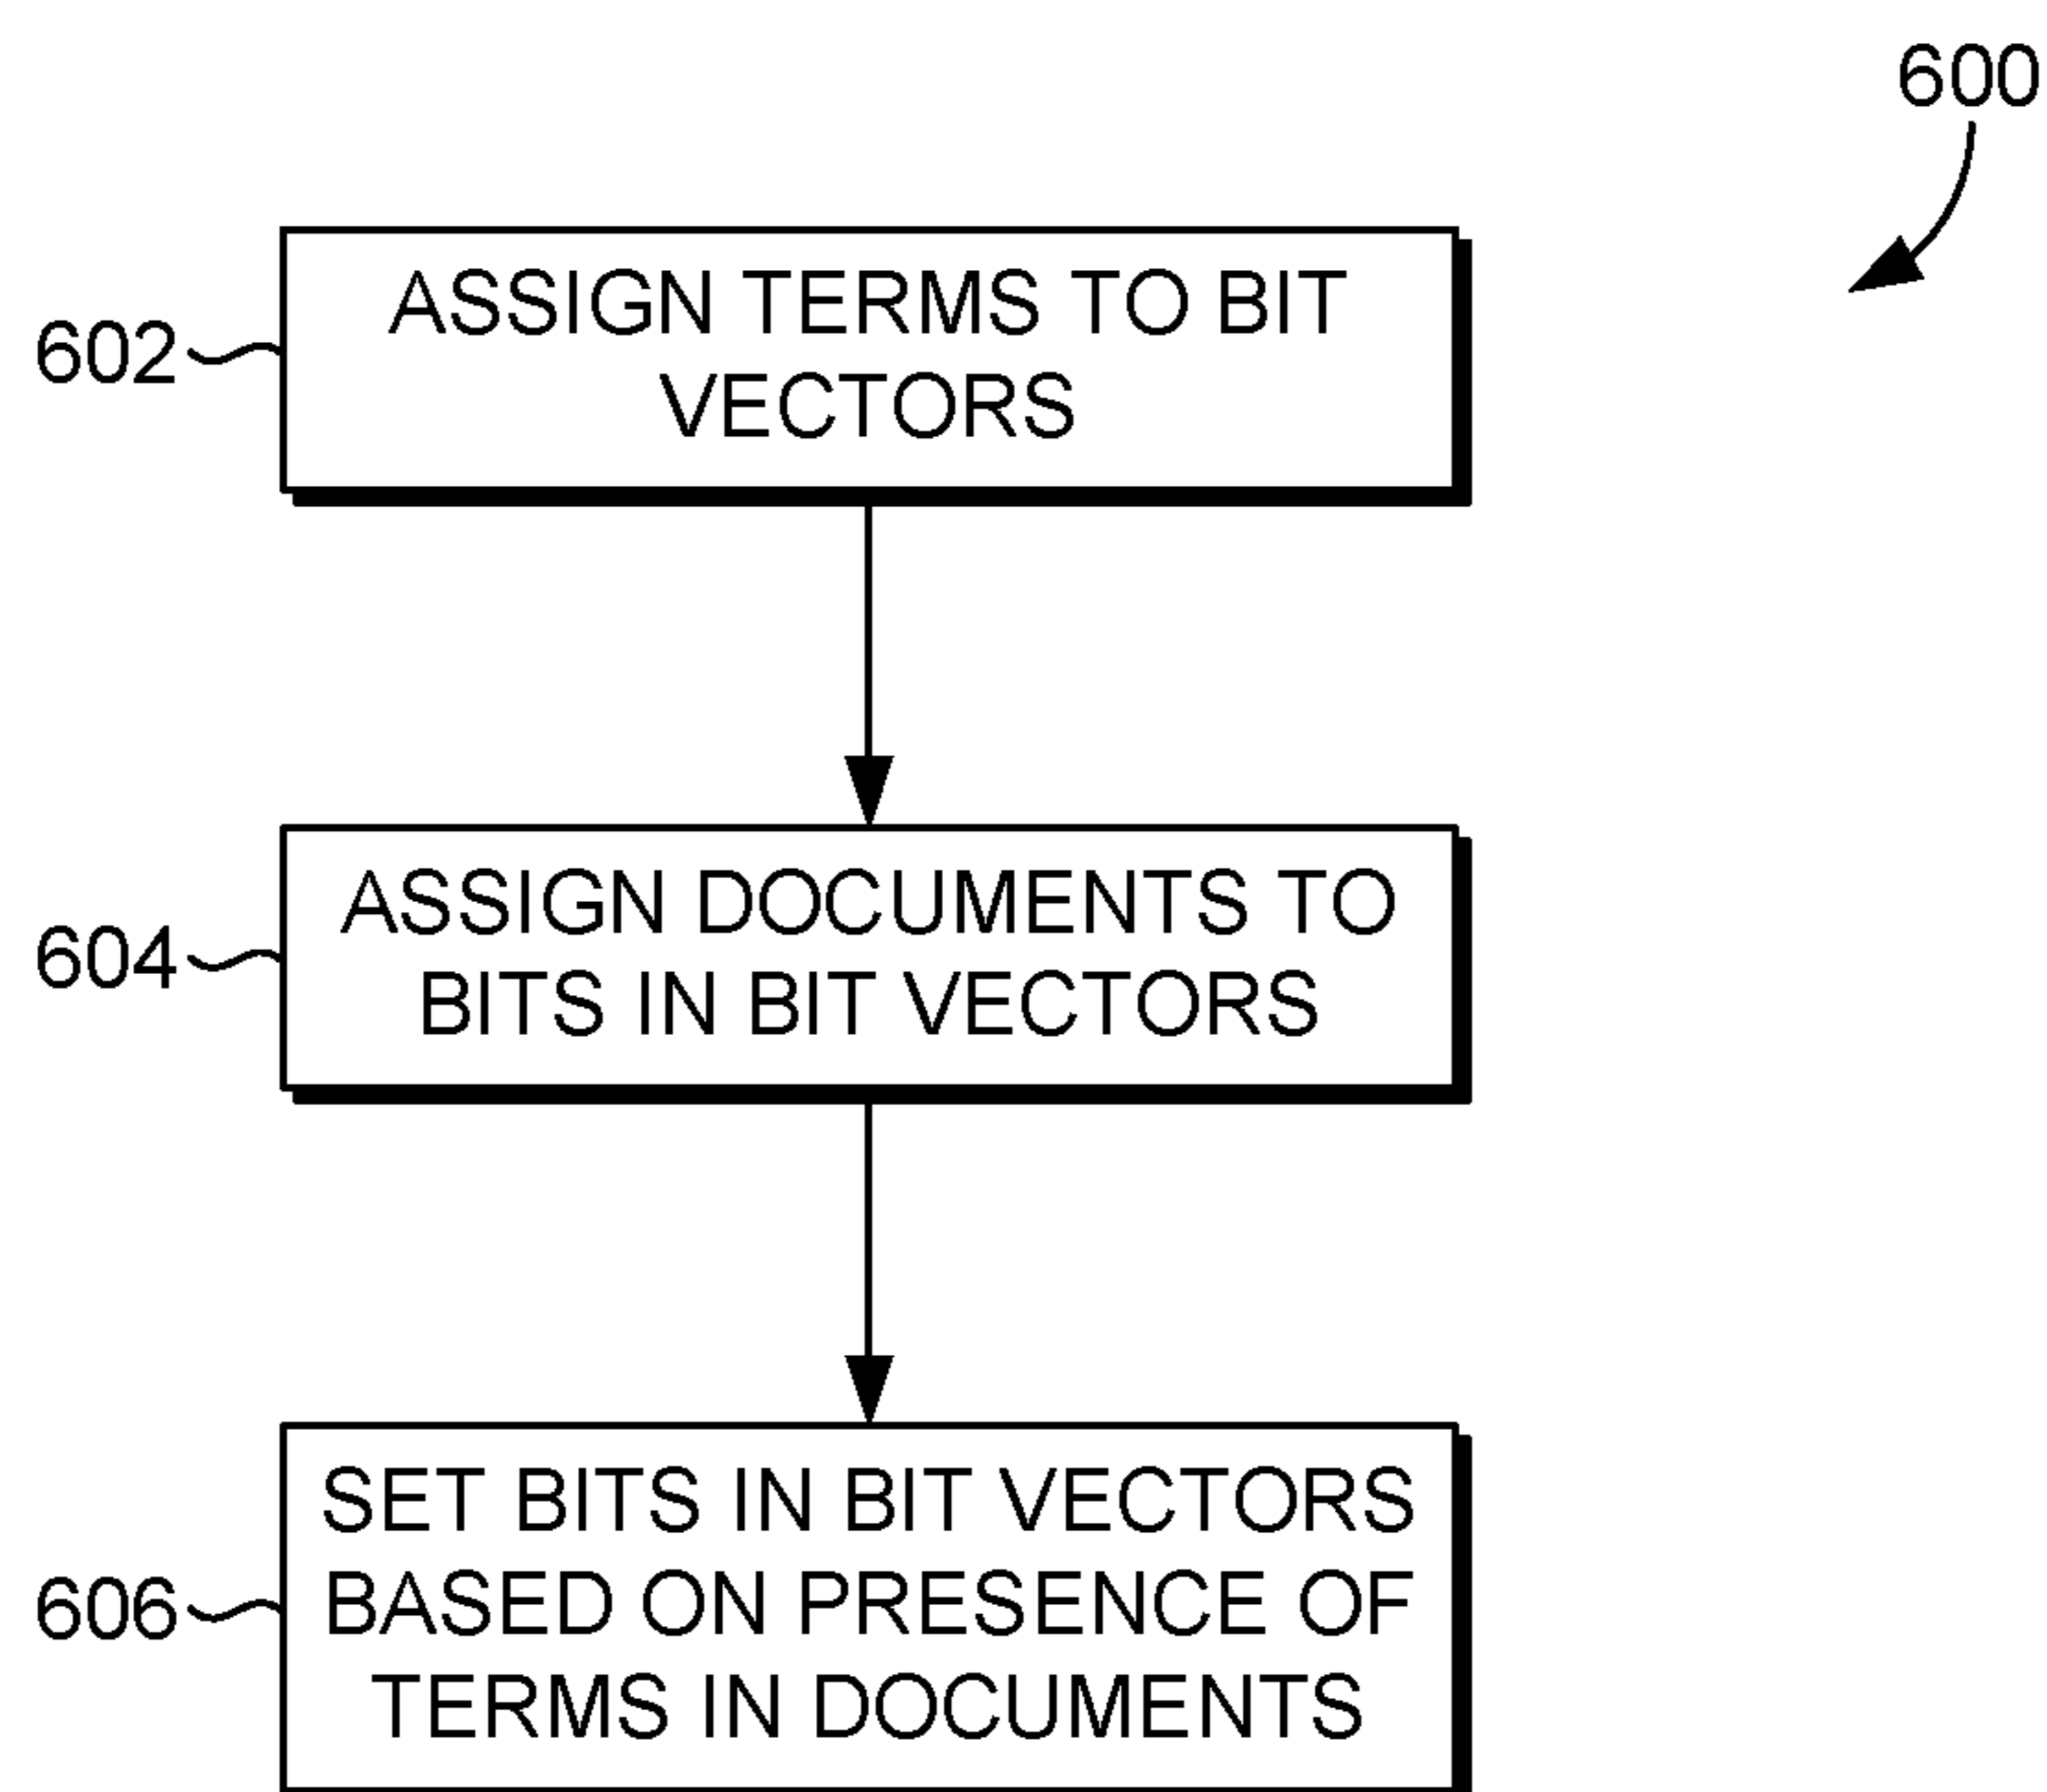 600
602
ASSIGN TERMS TO BIT
VECTORS
604
ASSIGN DOCUMENTS TO
BITS IN BIT VECTORS
606
SET BITS IN BIT VECTORS
BASED ON PRESENCE OF
TERMS IN DOCUMENTS